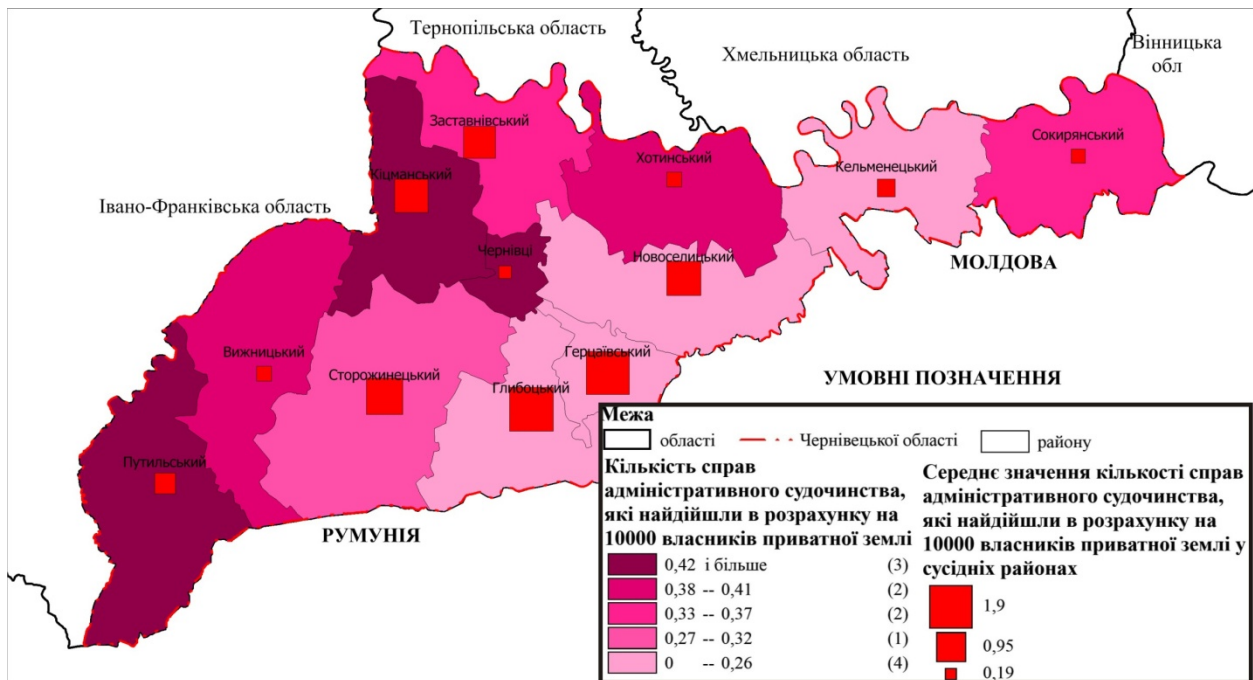 Тернопільська область
Хмельницька область
Вінницька
обл
Заставнівський
Хотинський
Сокирянський
Кельменецький
Кіцманський
Івано-Франківська область
Чернівці
Новоселицький
МОЛДОВА
Вижницький
Сторожинецький
Глибоцький
Герцаївський
Путильський
РУМУНІЯ
УМОВНІ ПОЗНАЧЕННЯ
Межа
області
Чернівецької області
району
Кількість справ
адміністративного судочинства,
які найдійшли в розрахунку на
10000 власників приватної землі
0,42 і більше (3)
0,38 -- 0,41 (2)
0,33 -- 0,37 (2)
0,27 -- 0,32 (1)
0 -- 0,26 (4)
Середнє значення кількості справ
адміністративного судочинства,
які найдійшли в розрахунку на
10000 власників приватної землі у
сусідніх районах
1,9
0,95
0,19